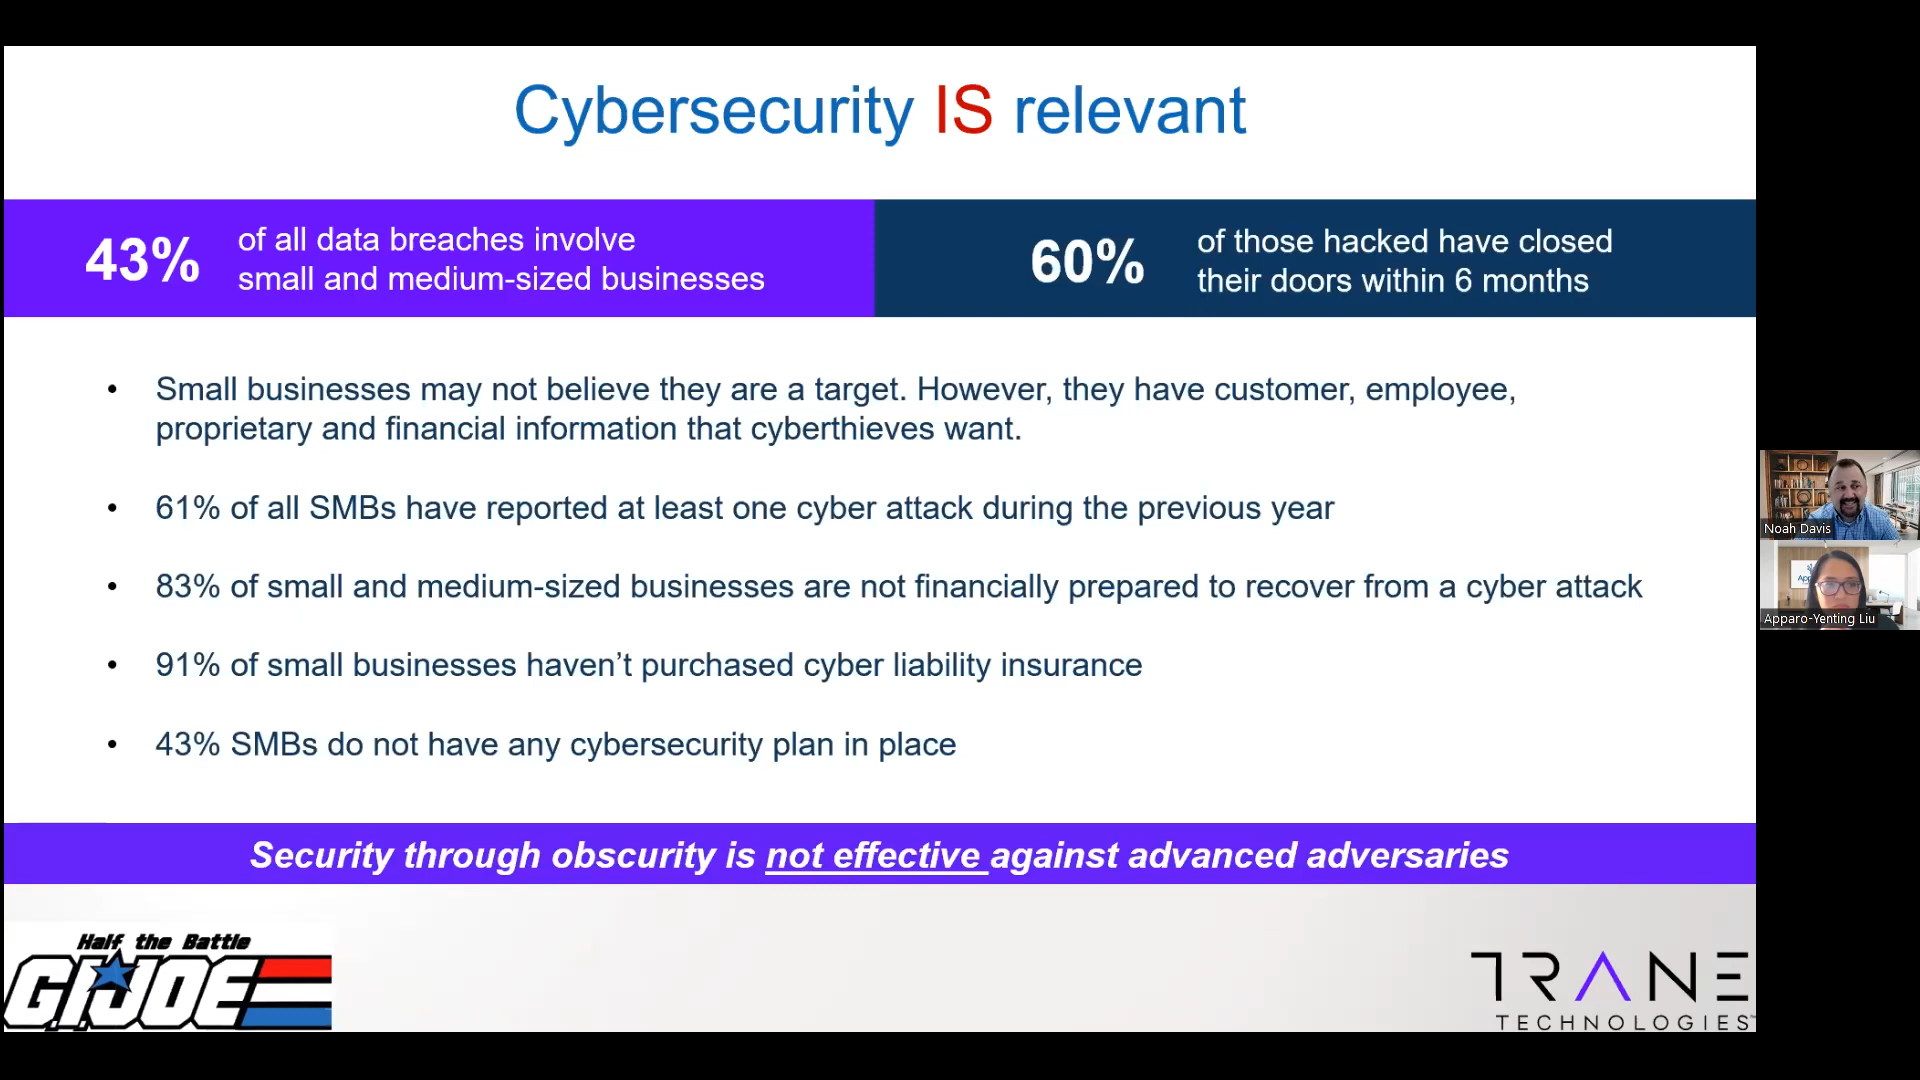 Cybersecurity IS relevant
43%
of all data breaches involve
small and medium-sized businesses
60%
of those hacked have closed
their doors within 6 months
• Small businesses may not believe they are a target. However, they have customer, employee,
proprietary and financial information that cyberthieves want.
• 61% of all SMBs have reported at least one cyber attack during the previous year
• 83% of small and medium-sized businesses are not financially prepared to recover from a cyber attack
• 91% of small businesses haven’t purchased cyber liability insurance
• 43% SMBs do not have any cybersecurity plan in place
Security through obscurity is not effective against advanced adversaries
Half the Battle
G.I. JOE
TRANE
TECHNOLOGIES
Noah Davis
Apparo-Yenting Liu